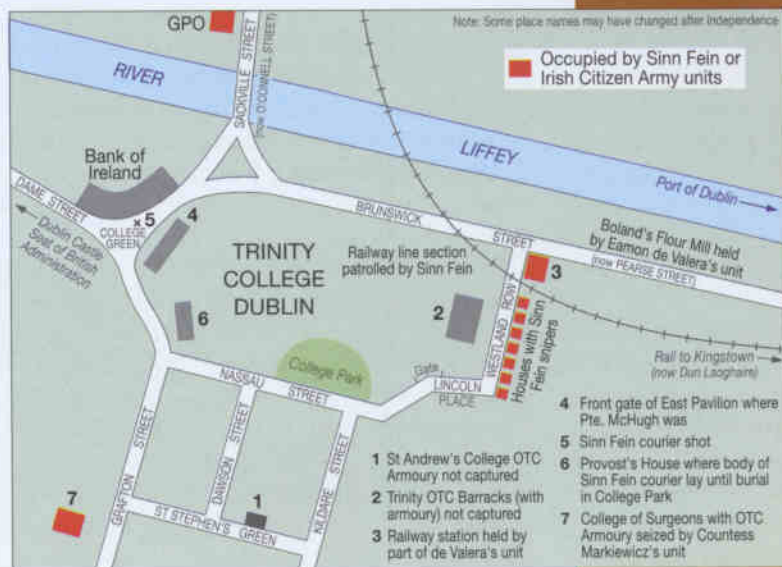 Note: Some place names may have changed after Independence
GPO
Occupied by Sinn Fein or
Irish Citizen Army units
SACKVILLE STREET
(now O'CONNELL STREET)
RIVER
LIFFEY
Port of Dublin
Bank of
Ireland
DAME STREET
5
COLLEGE
GREEN
4
Dublin Castle
Seat of British
Administration
BRUNSWICK
STREET
(now PEARSE STREET)
Boland's Flour Mill held
by Eamon de Valera's unit
TRINITY
COLLEGE
DUBLIN
Railway line section
patrolled by Sinn Fein
3
2
6
WESTLAND ROW
Houses with Sinn
Fein snipers
Rail to Kingstown
(now Dun Laoghaire)
College Park
Gate
LINCOLN
PLACE
NASSAU
STREET
GRAFTON STREET
DAWSON STREET
KILDARE STREET
ST STEPHEN'S GREEN
7
1
1 St Andrew's College OTC
Armoury not captured
2 Trinity OTC Barracks (with
armoury) not captured
3 Railway station held by
part of de Valera's unit
4 Front gate of East Pavilion where
Pte. McHugh was
5 Sinn Fein courier shot
6 Provost's House where body of
Sinn Fein courier lay until burial
in College Park
7 College of Surgeons with OTC
Armoury seized by Countess
Markiewicz's unit